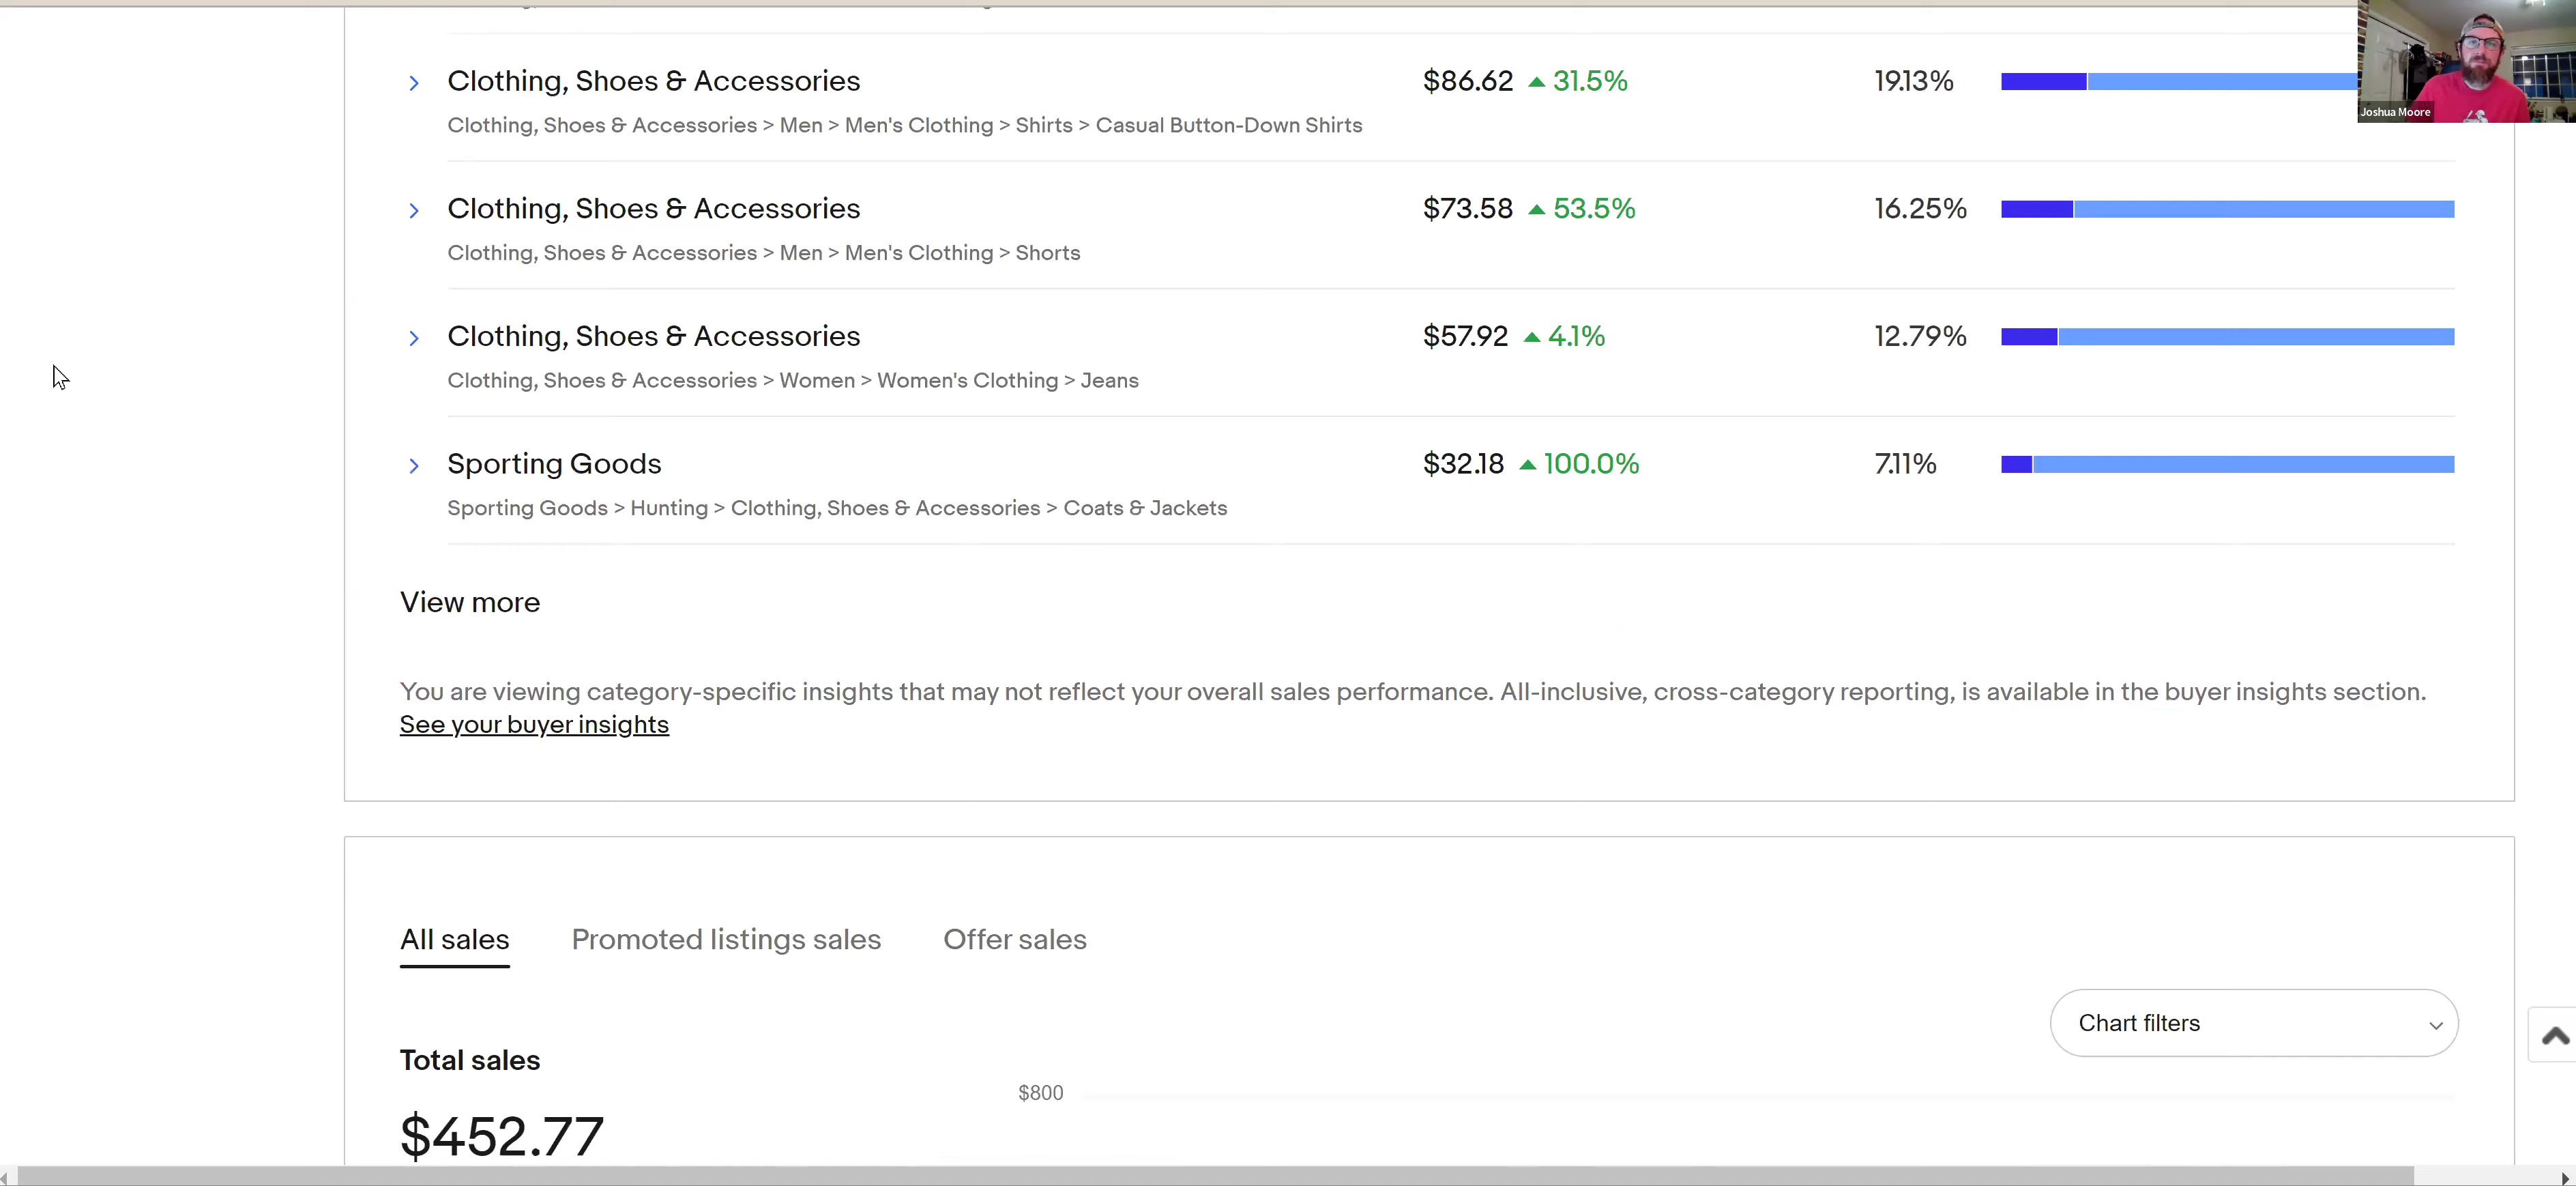 Clothing, Shoes & Accessories
$86.62 31.5%
19.13%
Clothing, Shoes & Accessories > Men > Men's Clothing > Shirts > Casual Button-Down Shirts
Joshua Moore
Clothing, Shoes & Accessories
$73.58 53.5%
16.25%
Clothing, Shoes & Accessories > Men > Men's Clothing > Shorts
Clothing, Shoes & Accessories
$57.92 4.1%
12.79%
Clothing, Shoes & Accessories > Women > Women's Clothing > Jeans
Sporting Goods
$32.18 100.0%
7.11%
Sporting Goods > Hunting > Clothing, Shoes & Accessories > Coats & Jackets
View more
You are viewing category-specific insights that may not reflect your overall sales performance. All-inclusive, cross-category reporting, is available in the buyer insights section.
See your buyer insights
All sales
Promoted listings sales
Offer sales
Chart filters
Total sales
$800
$452.77